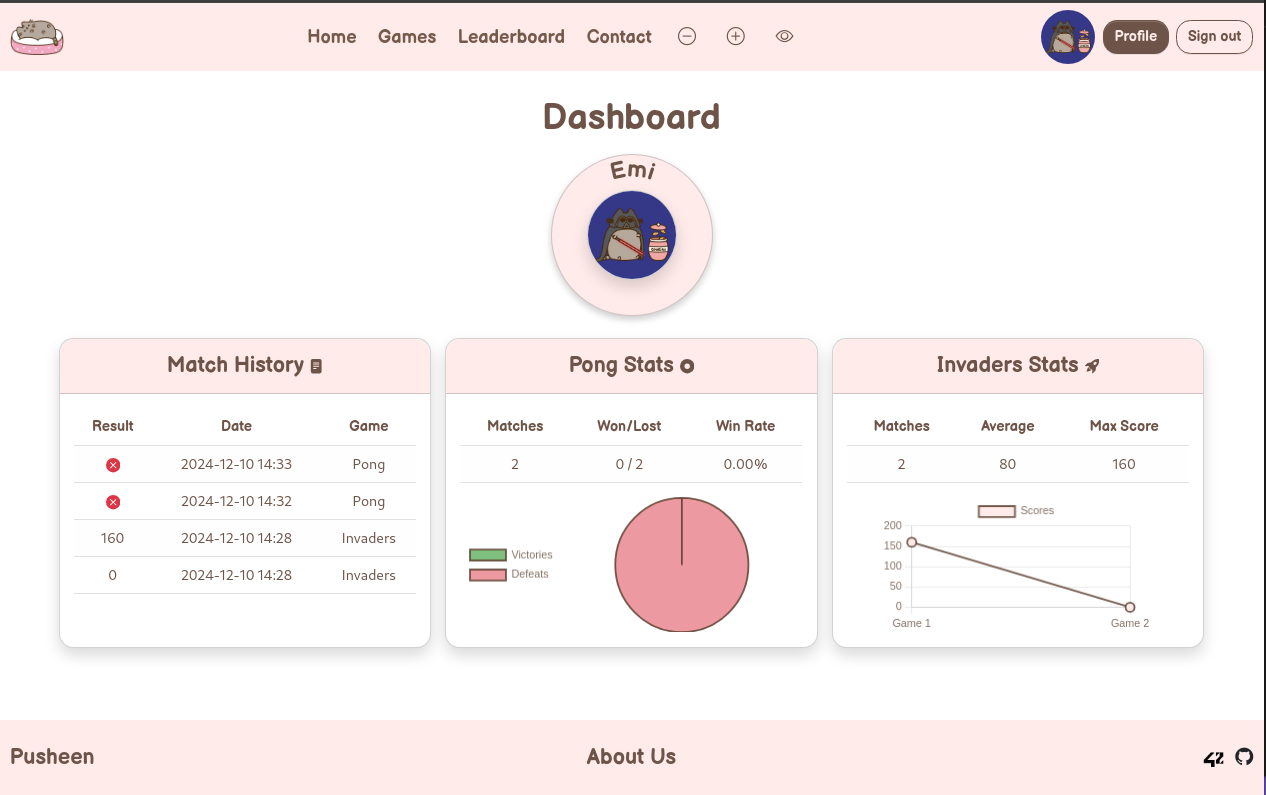 Home Games Leaderboard Contact Profile Sign out
Dashboard
Emi
Match History
Result Date Game
2024-12-10 14:33 Pong
2024-12-10 14:32 Pong
160 2024-12-10 14:28 Invaders
0 2024-12-10 14:28 Invaders
Pong Stats
Matches Won/Lost Win Rate
2 0 / 2 0.00%
Victories
Defeats
Invaders Stats
Matches Average Max Score
2 80 160
Scores
200
150
100
50
0
Game 1 Game 2
Pusheen About Us 42